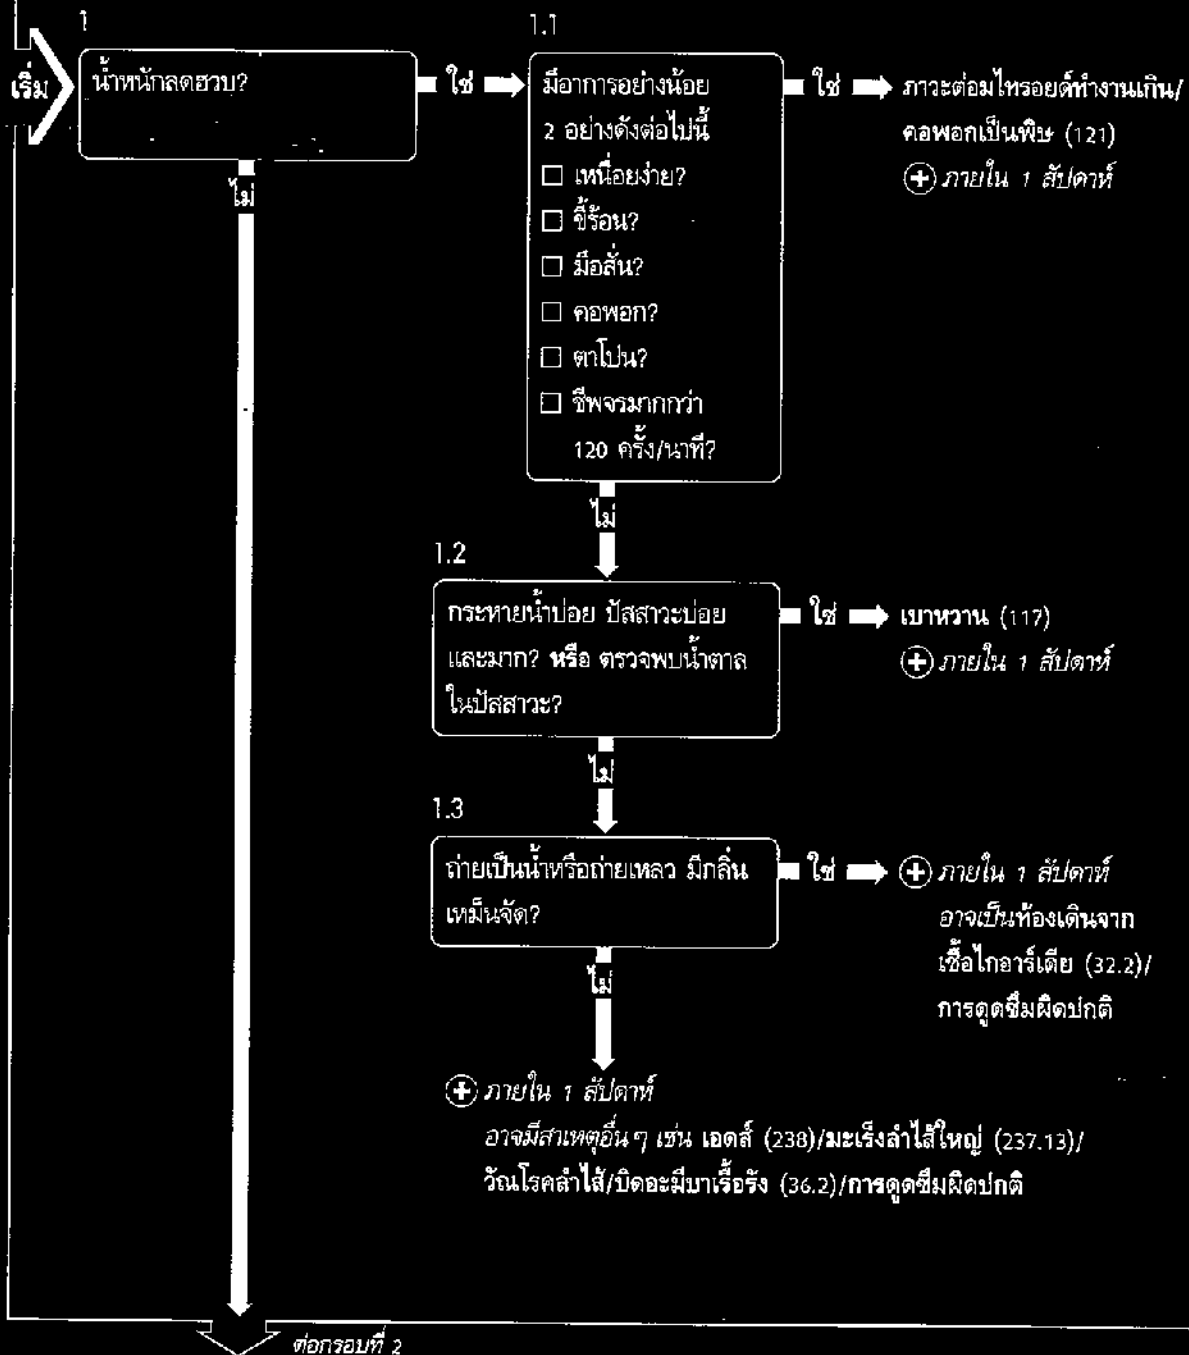 1
เริ่ม
น้ำหนักลดฮวบ?
ใช่
ไม่
1.1
มีอาการอย่างน้อย
2 อย่างดังต่อไปนี้
□ เหนื่อยง่าย?
□ ขี้ร้อน?
□ มือสั่น?
□ คอพอก?
□ ตาโปน?
□ ชีพจรมากกว่า
120 ครั้ง/นาที?
ใช่
ภาวะต่อมไทรอยด์ทำงานเกิน/
คอพอกเป็นพิษ (121)
⊕ ภายใน 1 สัปดาห์
ไม่
1.2
กระหายน้ำบ่อย ปัสสาวะบ่อย
และมาก? หรือ ตรวจพบน้ำตาล
ในปัสสาวะ?
ใช่
เบาหวาน (117)
⊕ ภายใน 1 สัปดาห์
ไม่
1.3
ถ่ายเป็นน้ำหรือถ่ายเหลว มีกลิ่น
เหม็นจัด?
ใช่
⊕ ภายใน 1 สัปดาห์
อาจเป็นท้องเดินจาก
เชื้อไกอาร์เดีย (32.2)/
การดูดซึมผิดปกติ
ไม่
⊕ ภายใน 1 สัปดาห์
อาจมีสาเหตุอื่น ๆ เช่น เอดส์ (238)/มะเร็งลำไส้ใหญ่ (237.13)/
วัณโรคลำไส้/บิดอะมีบาเรื้อรัง (36.2)/การดูดซึมผิดปกติ
ต่อกรอบที่ 2